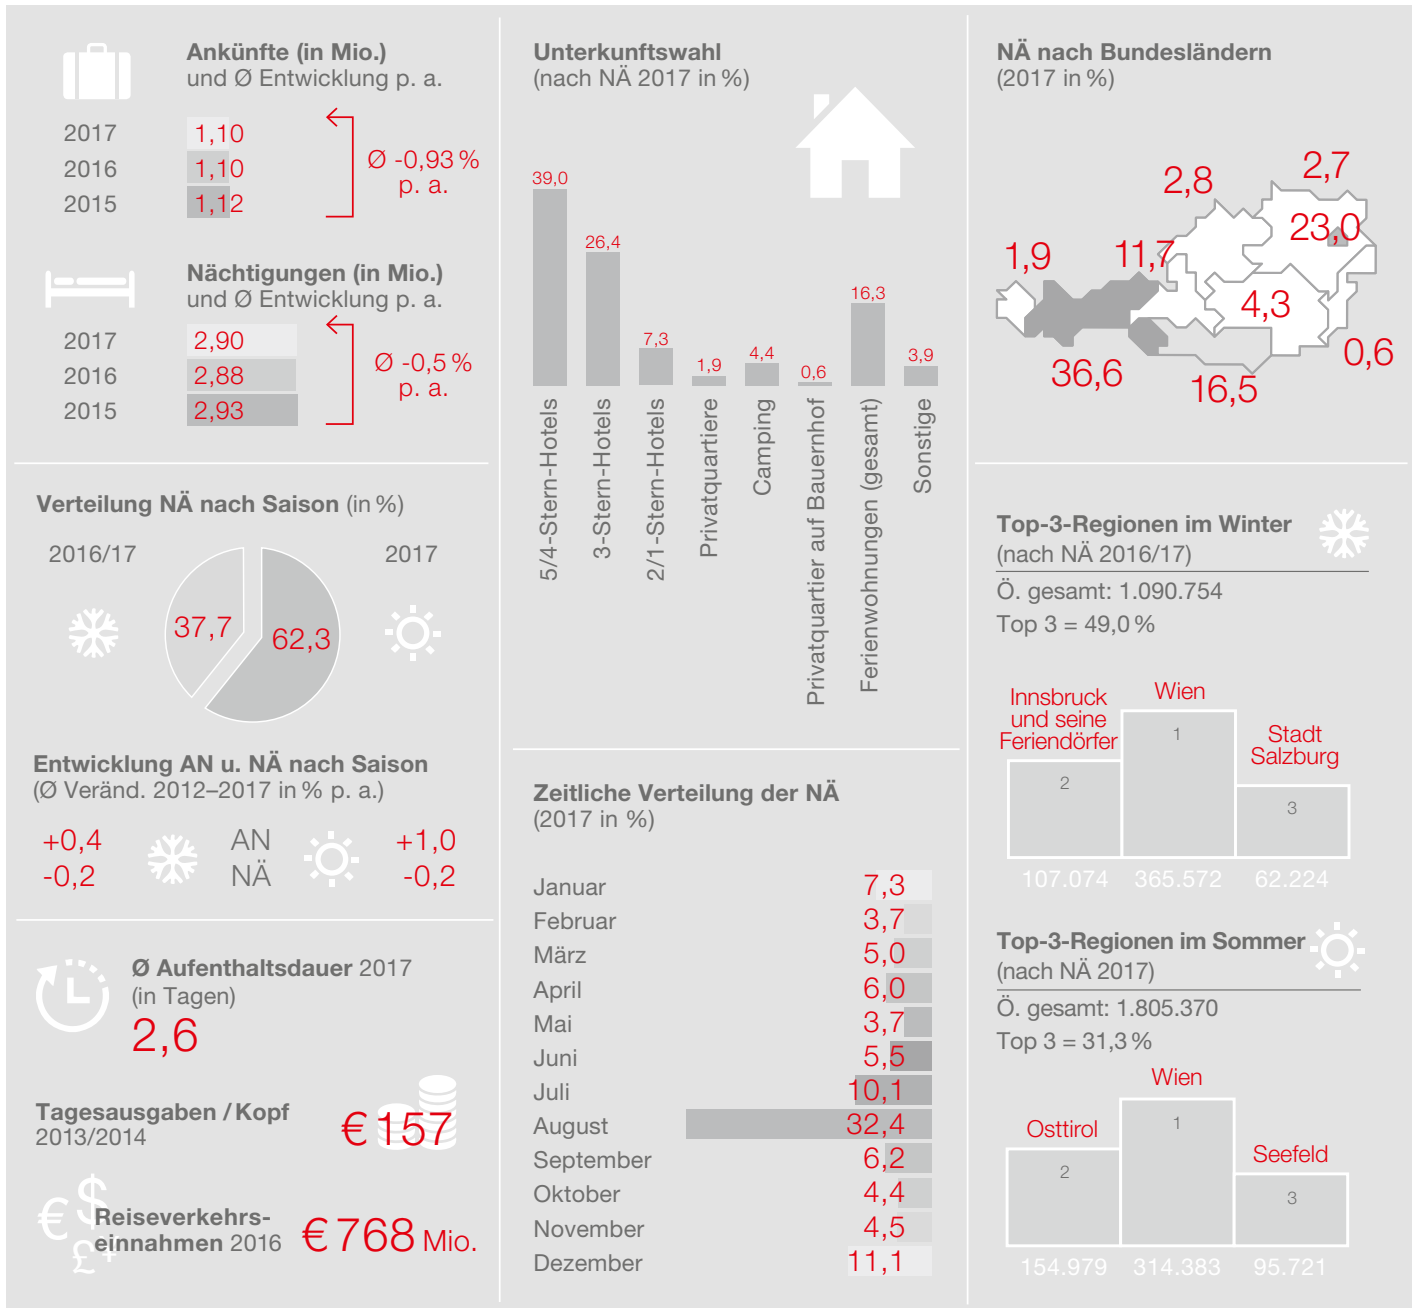 Ankünfte (in Mio.)
und Ø Entwicklung p. a.
2017 1,10
2016 1,10
2015 1,12
Ø -0,93 %
p. a.
Nächtigungen (in Mio.)
und Ø Entwicklung p. a.
2017 2,90
2016 2,88
2015 2,93
Ø -0,5 %
p. a.
Verteilung NÄ nach Saison (in %)
2016/17 2017
37,7 62,3
Entwicklung AN u. NÄ nach Saison
(Ø Veränd. 2012–2017 in % p. a.)
+0,4 AN +1,0
-0,2 NÄ -0,2
Ø Aufenthaltsdauer 2017
(in Tagen)
2,6
Tagesausgaben / Kopf
2013/2014
€ 157
€ $ £ ¥
Reiseverkehrs-
einnahmen 2016
€ 768 Mio.
Unterkunftswahl
(nach NÄ 2017 in %)
39,0
26,4
7,3
1,9
4,4
0,6
16,3
3,9
5/4-Stern-Hotels
3-Stern-Hotels
2/1-Stern-Hotels
Privatquartiere
Camping
Privatquartier auf Bauernhof
Ferienwohnungen (gesamt)
Sonstige
Zeitliche Verteilung der NÄ
(2017 in %)
Januar 7,3
Februar 3,7
März 5,0
April 6,0
Mai 3,7
Juni 5,5
Juli 10,1
August 32,4
September 6,2
Oktober 4,4
November 4,5
Dezember 11,1
NÄ nach Bundesländern
(2017 in %)
2,7
2,8
23,0
1,9
11,7
4,3
0,6
36,6
16,5
Top-3-Regionen im Winter
(nach NÄ 2016/17)
Ö. gesamt: 1.090.754
Top 3 = 49,0 %
Innsbruck
und seine
Feriendörfer
Wien
Stadt
Salzburg
1
2
3
107.074 365.572 62.224
Top-3-Regionen im Sommer
(nach NÄ 2017)
Ö. gesamt: 1.805.370
Top 3 = 31,3 %
Wien
Osttirol
Seefeld
1
2
3
154.979 314.383 95.721